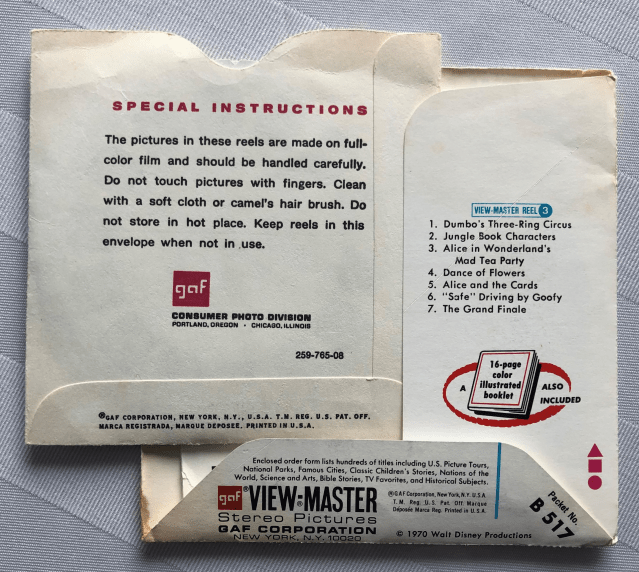 SPECIAL INSTRUCTIONS
The pictures in these reels are made on full-
color film and should be handled carefully.
Do not touch pictures with fingers. Clean
with a soft cloth or camel's hair brush. Do
not store in hot place. Keep reels in this
envelope when not in use.
gaf
CONSUMER PHOTO DIVISION
PORTLAND, OREGON • CHICAGO, ILLINOIS
259-765-08
®GAF CORPORATION, NEW YORK, N.Y., U.S.A. T.M. REG. U.S. PAT. OFF.
MARCA REGISTRADA, MARQUE DEPOSEE. PRINTED IN U.S.A.
VIEW-MASTER REEL 3
1. Dumbo's Three-Ring Circus
2. Jungle Book Characters
3. Alice in Wonderland's
Mad Tea Party
4. Dance of Flowers
5. Alice and the Cards
6. "Safe" Driving by Goofy
7. The Grand Finale
A
16-page
color
illustrated
booklet
ALSO
INCLUDED
Enclosed order form lists hundreds of titles including U.S. Picture Tours,
National Parks, Famous Cities, Classic Children's Stories, Nations of the
World, Science and Arts, Bible Stories, TV Favorites, and Historical Subjects.
gaf ®VIEW-MASTER
Stereo Pictures
GAF CORPORATION
NEW YORK, N.Y. 10020
®GAF Corporation, New York, N.Y. U.S.A.
T. M. Reg. U. S. Pat. Off. Marque
Deposée Marca Reg. Printed in U.S.A.
© 1970 Walt Disney Productions
Packet No.
B 517